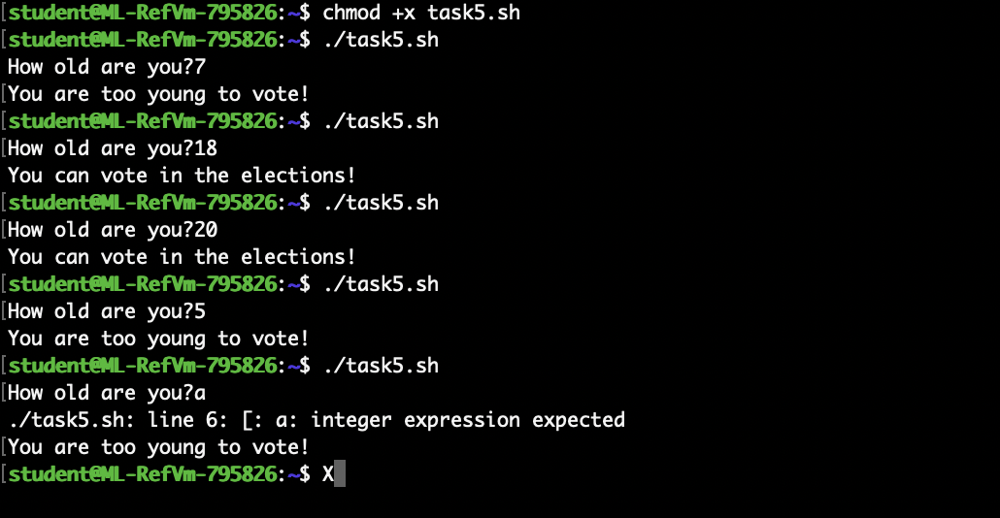 [student@ML-RefVm-795826:~$ chmod +x task5.sh
[student@ML-RefVm-795826:~$ ./task5.sh
How old are you?7
[You are too young to vote!
[student@ML-RefVm-795826:~$ ./task5.sh
[How old are you?18
You can vote in the elections!
[student@ML-RefVm-795826:~$ ./task5.sh
[How old are you?20
You can vote in the elections!
[student@ML-RefVm-795826:~$ ./task5.sh
[How old are you?5
You are too young to vote!
[student@ML-RefVm-795826:~$ ./task5.sh
[How old are you?a
./task5.sh: line 6: [: a: integer expression expected
[You are too young to vote!
[student@ML-RefVm-795826:~$ X